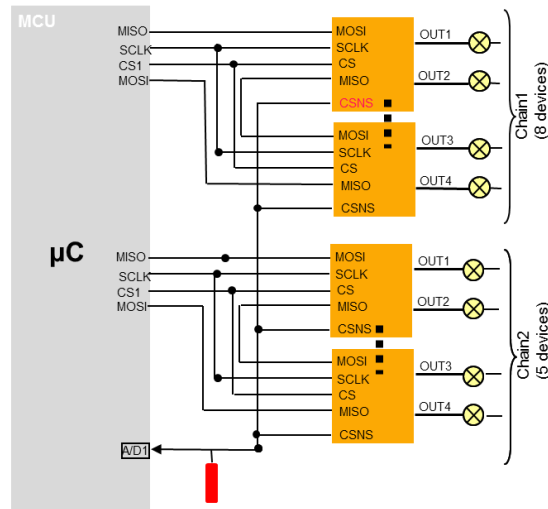 MCU
MISO
SCLK
CS1
MOSI
MOSI
SCLK
CS
MISO
CSNS
OUT1
OUT2
MOSI
SCLK
CS
MISO
CSNS
OUT3
OUT4
Chain1
(8 devices)
µC
MISO
SCLK
CS1
MOSI
MOSI
SCLK
CS
MISO
CSNS
OUT1
OUT2
MOSI
SCLK
CS
MISO
CSNS
OUT3
OUT4
Chain2
(5 devices)
A/D1